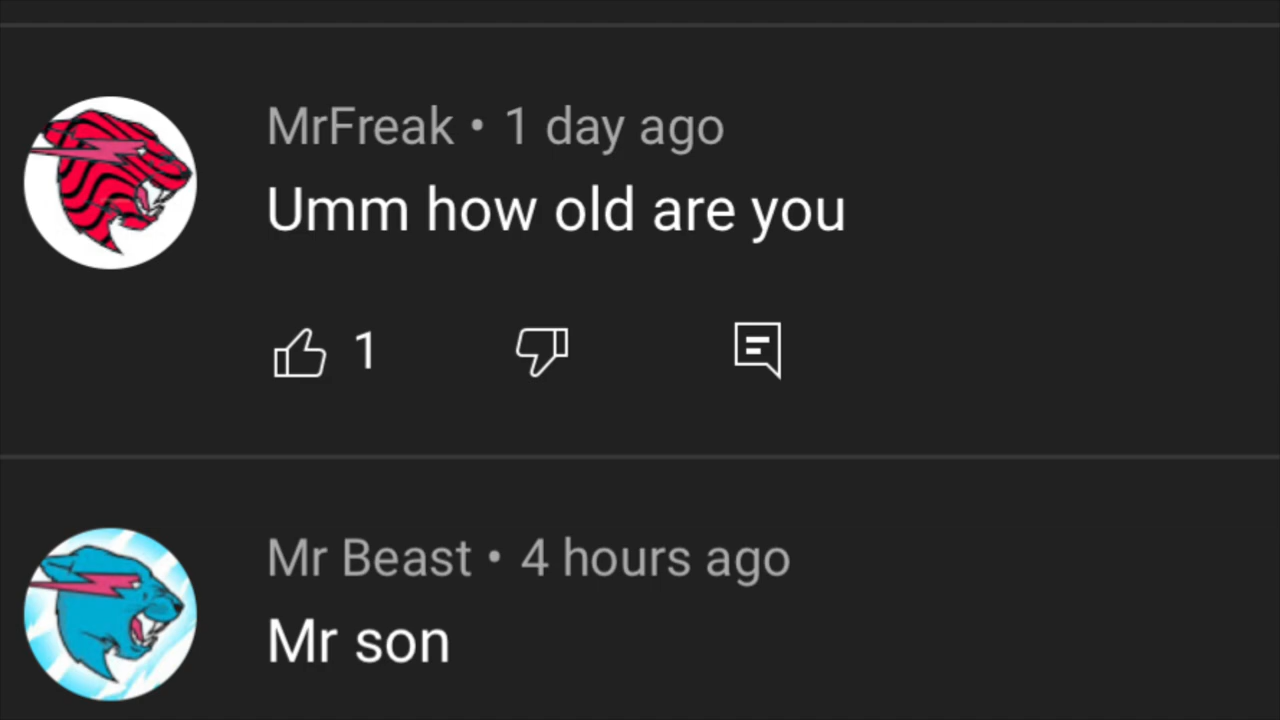 MrFreak • 1 day ago
Umm how old are you
1
Mr Beast • 4 hours ago
Mr son